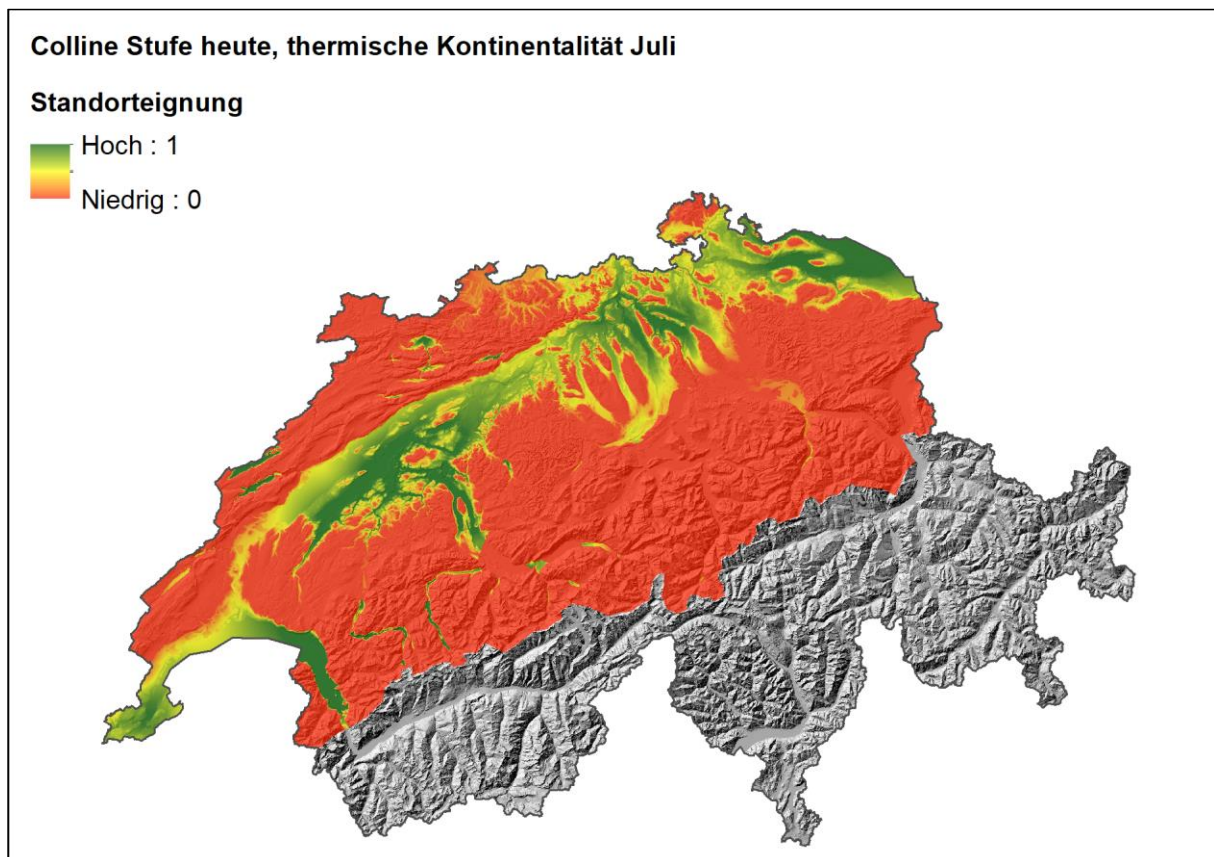 Colline Stufe heute, thermische Kontinentalität Juli
Standorteignung
Hoch : 1
Niedrig : 0